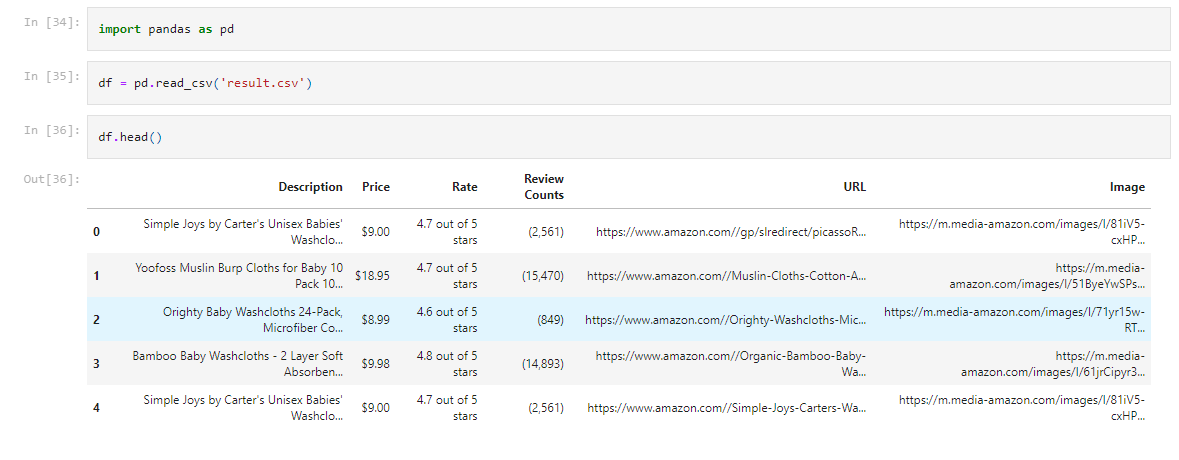 In [34]: import pandas as pd
In [35]: df = pd.read_csv('result.csv')
In [36]: df.head()
Out[36]:
Description Price Rate Review Counts URL Image
0 Simple Joys by Carter's Unisex Babies' Washclo... $9.00 4.7 out of 5 stars (2,561) https://www.amazon.com//gp/slredirect/picassoR... https://m.media-amazon.com/images/I/81iV5-cxHP...
1 Yoofoss Muslin Burp Cloths for Baby 10 Pack 10... $18.95 4.7 out of 5 stars (15,470) https://www.amazon.com//Muslin-Cloths-Cotton-A... https://m.media-amazon.com/images/I/51ByeYwSPs...
2 Orighty Baby Washcloths 24-Pack, Microfiber Co... $8.99 4.6 out of 5 stars (849) https://www.amazon.com//Orighty-Washcloths-Mic... https://m.media-amazon.com/images/I/71yr15w-RT...
3 Bamboo Baby Washcloths - 2 Layer Soft Absorben... $9.98 4.8 out of 5 stars (14,893) https://www.amazon.com//Organic-Bamboo-Baby-Wa... https://m.media-amazon.com/images/I/61jrCipyr3...
4 Simple Joys by Carter's Unisex Babies' Washclo... $9.00 4.7 out of 5 stars (2,561) https://www.amazon.com//Simple-Joys-Carters-Wa... https://m.media-amazon.com/images/I/81iV5-cxHP...